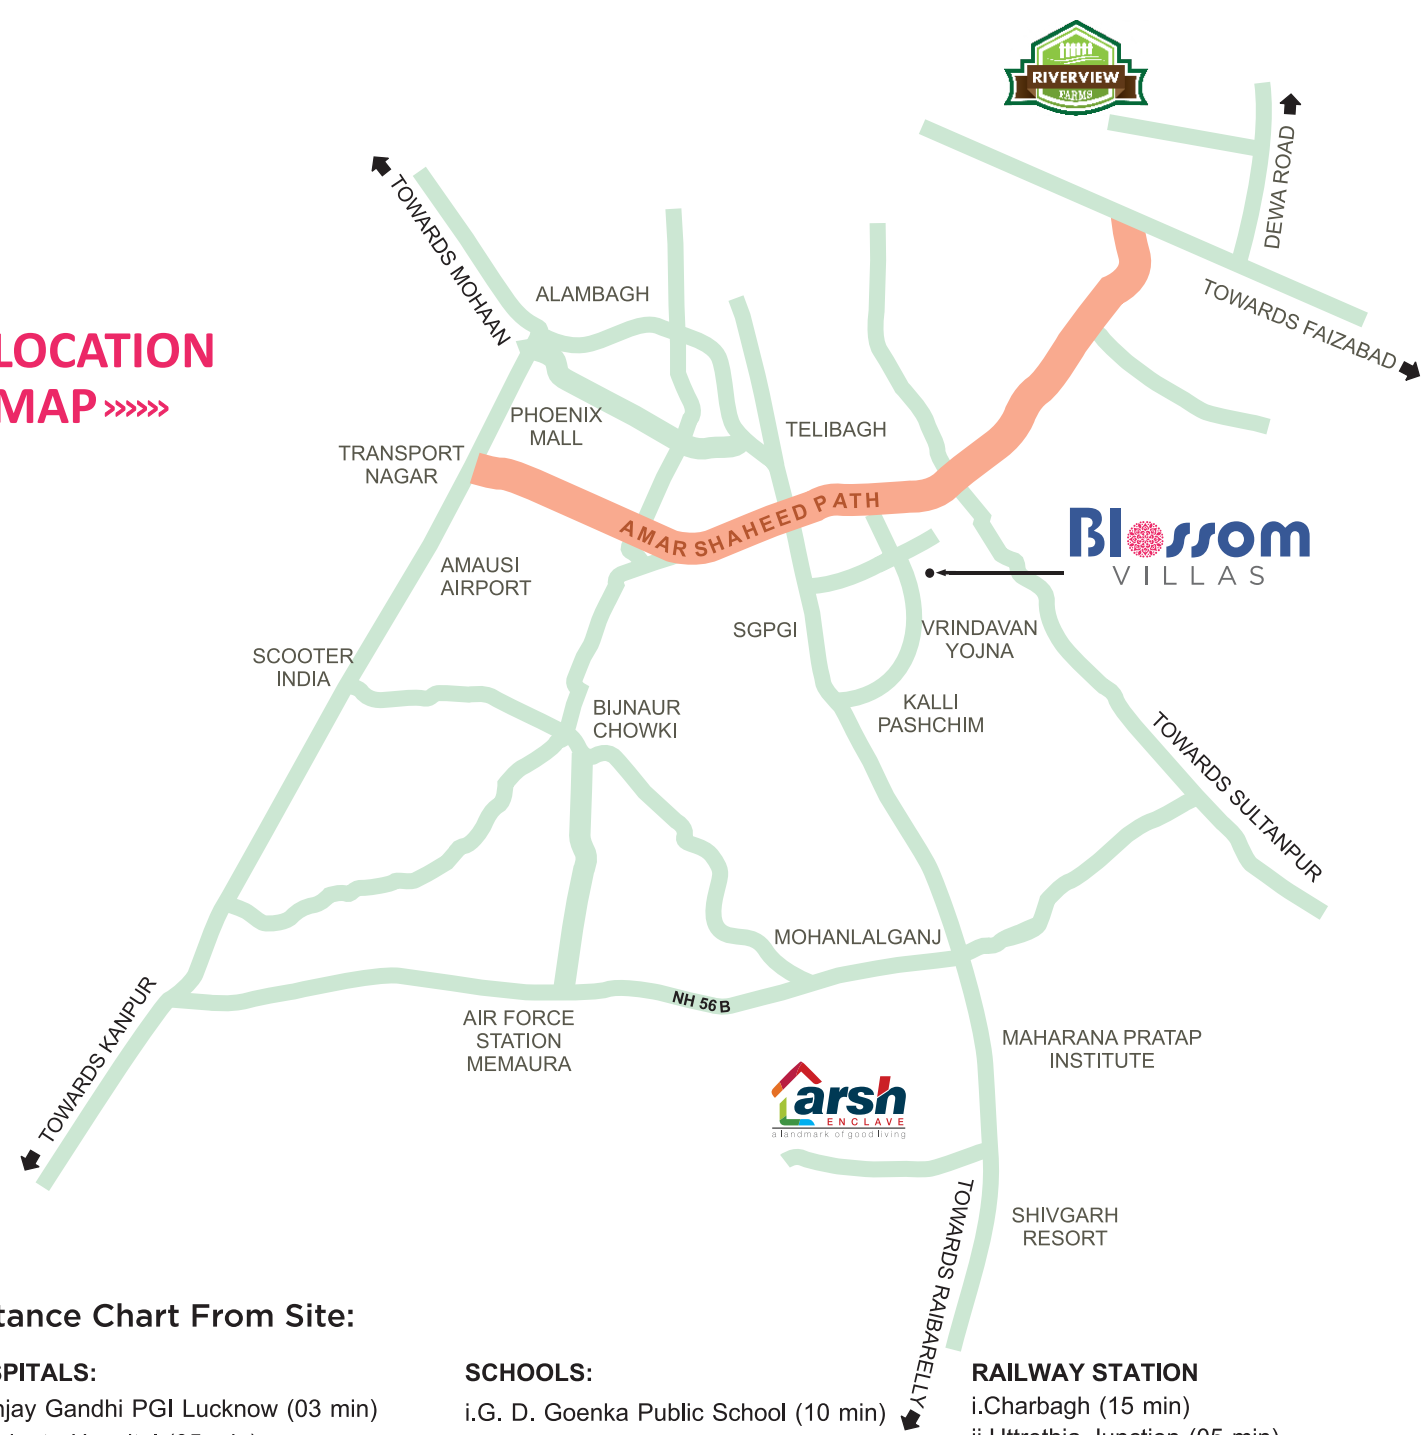 RIVERVIEW
FARMS
DEWA ROAD
TOWARDS MOHAAN
ALAMBAGH
TOWARDS FAIZABAD
LOCATION
MAP »»»
PHOENIX
MALL
TELIBAGH
TRANSPORT
NAGAR
AMAR SHAHEED PATH
Blossom
VILLAS
AMAUSI
AIRPORT
SGPGI
VRINDAVAN
YOJNA
SCOOTER
INDIA
KALLI
PASHCHIM
BIJNAUR
CHOWKI
TOWARDS SULTANPUR
MOHANLALGANJ
NH 56B
TOWARDS KANPUR
AIR FORCE
STATION
MEMAURA
MAHARANA PRATAP
INSTITUTE
arsh
ENCLAVE
a landmark of good living
SHIVGARH
RESORT
TOWARDS RAIBARELLY
tance Chart From Site:
PITALS:
njay Gandhi PGI Lucknow (03 min)
SCHOOLS:
i.G. D. Goenka Public School (10 min)
RAILWAY STATION
i.Charbagh (15 min)